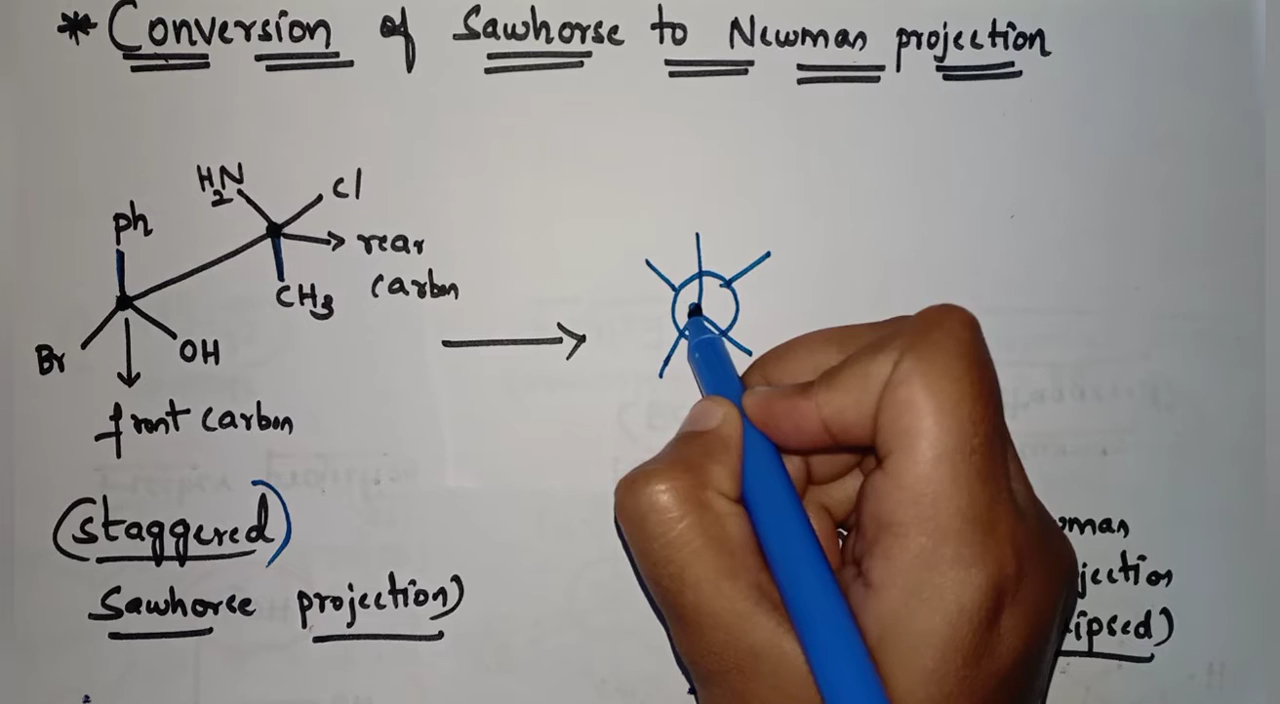 * Conversion of Sawhorse to Newman projection
H2N
Cl
ph
rear
carbon
CH3
Br
OH
front carbon
(staggered)
Sawhorse projection)